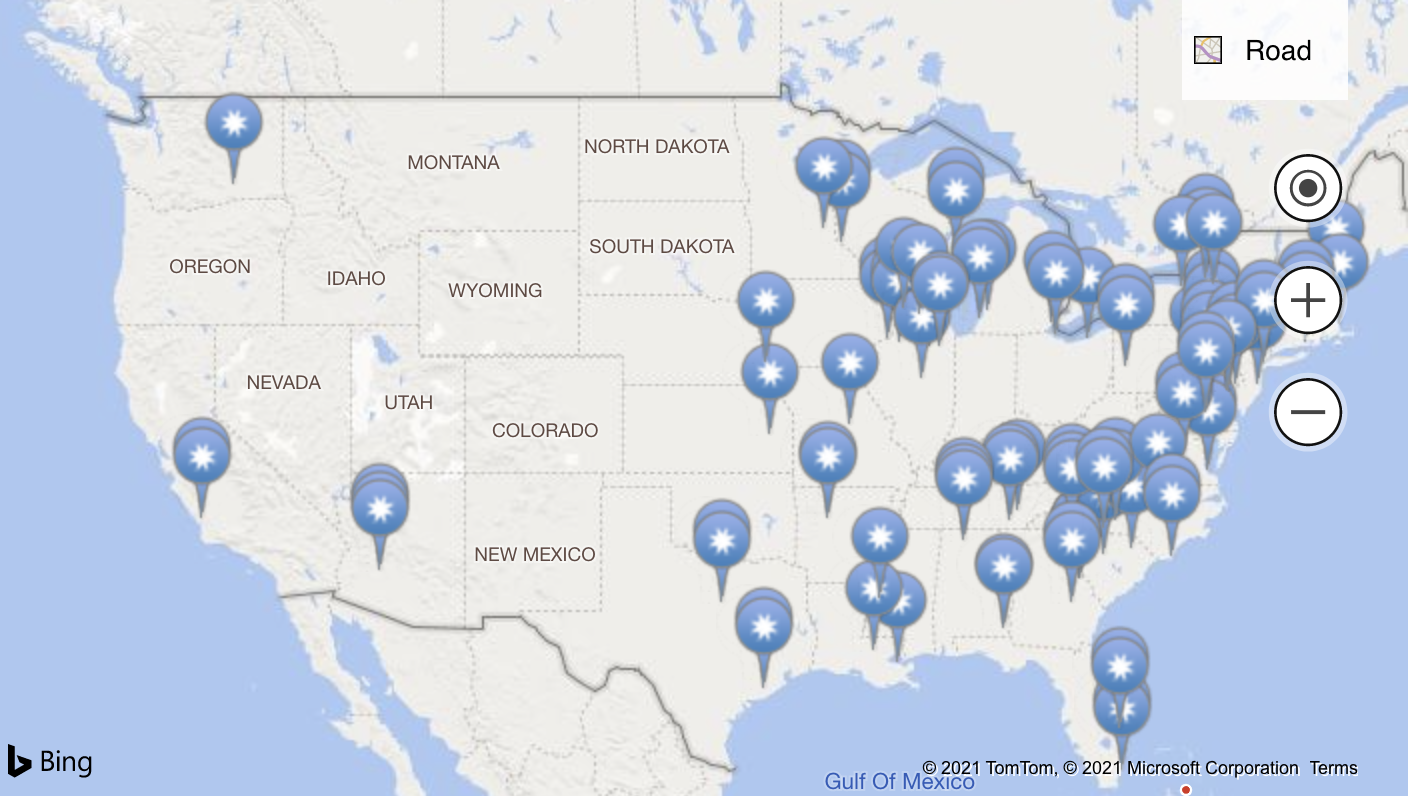 Road
NORTH DAKOTA
MONTANA
SOUTH DAKOTA
OREGON
IDAHO
WYOMING
NEVADA
UTAH
COLORADO
NEW MEXICO
Bing
© 2021 TomTom, © 2021 Microsoft Corporation Terms
Gulf Of Mexico